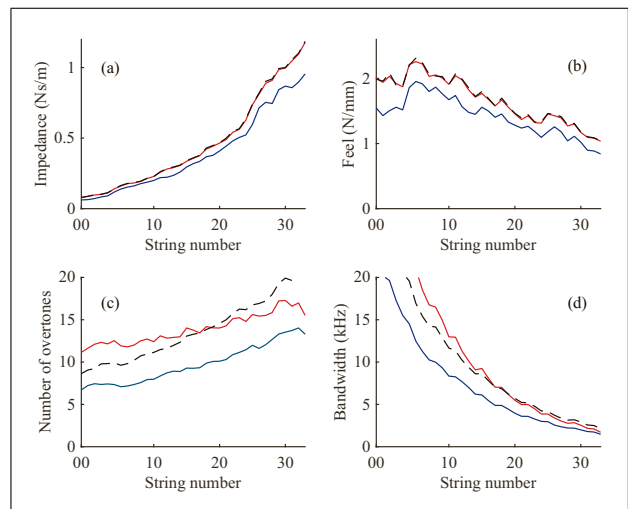 (a)
1
0.5
0
Impedance (Ns/m)
00 10 20 30
String number
(b)
3
2
1
0
Feel (N/mm)
00 10 20 30
String number
(c)
20
15
10
5
0
Number of overtones
00 10 20 30
String number
(d)
20
15
10
5
0
Bandwidth (kHz)
00 10 20 30
String number